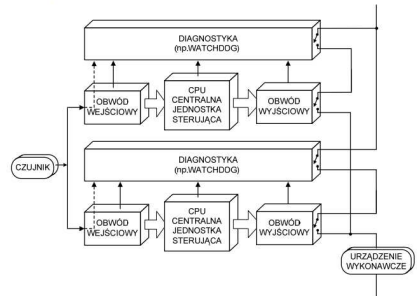 DIAGNOSTYKA
(np.WATCHDOG)
OBWÓD
WEJŚCIOWY
CPU
CENTRALNA
JEDNOSTKA
STERUJĄCA
OBWÓD
WYJŚCIOWY
CZUJNIK
DIAGNOSTYKA
(np.WATCHDOG)
OBWÓD
WEJŚCIOWY
CPU
CENTRALNA
JEDNOSTKA
STERUJĄCA
OBWÓD
WYJŚCIOWY
URZĄDZENIE
WYKONAWCZE